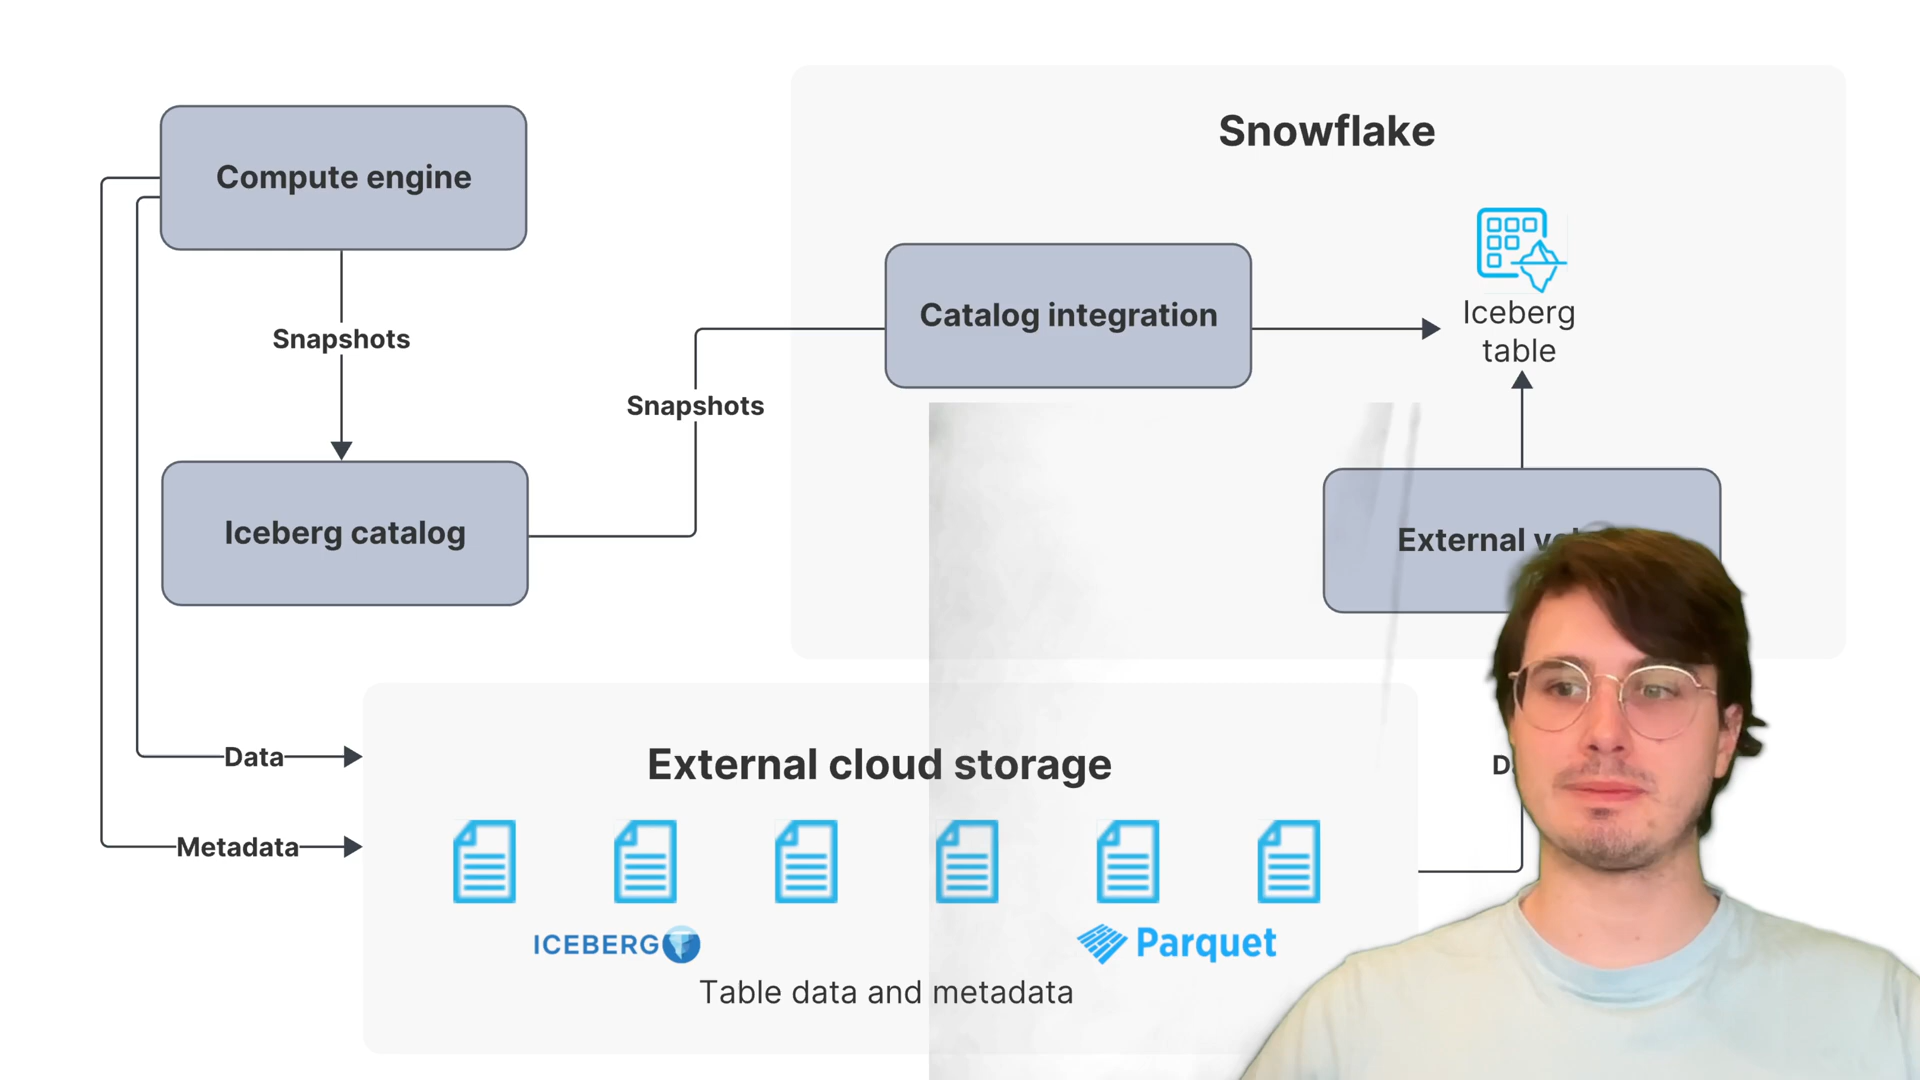 Snowflake
Compute engine
Catalog integration
Iceberg
table
Snapshots
Snapshots
Iceberg catalog
External
Data
Metadata
External cloud storage
ICEBERG
Parquet
Table data and metadata